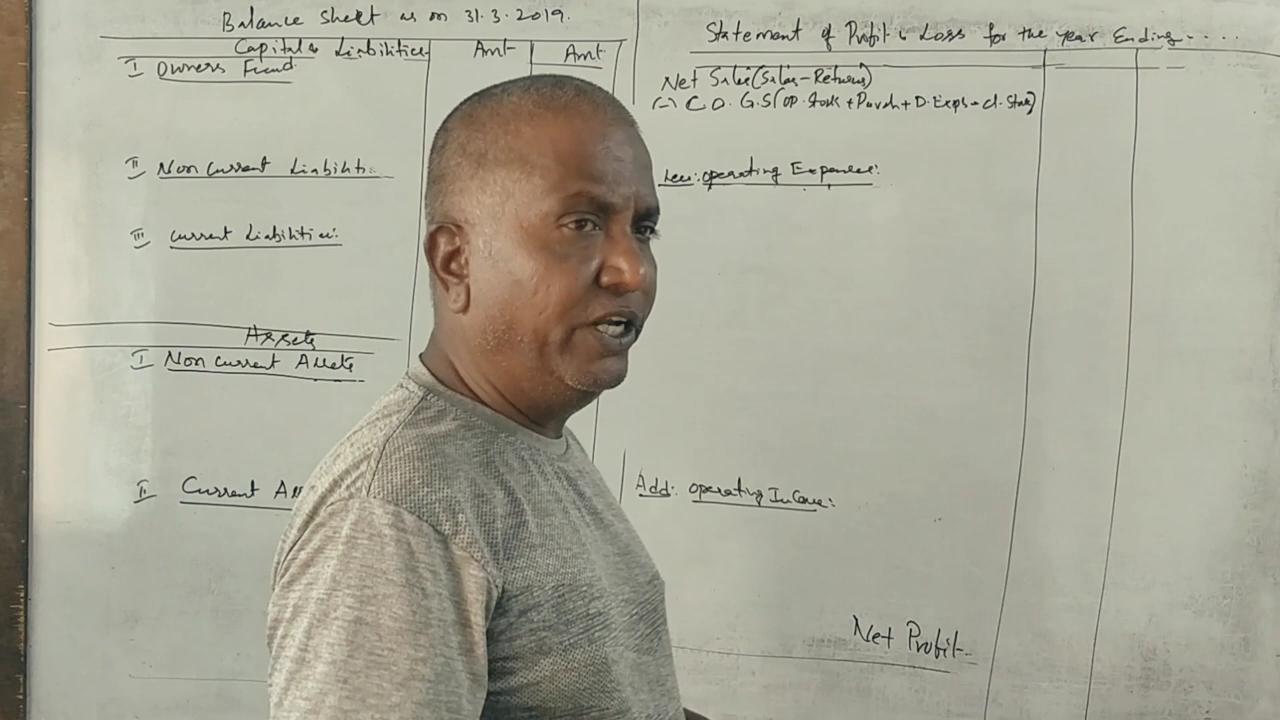 Balance Sheet as on 31.3.2019.
Capital & Liabilities Amt Amt
I Owners Fund
II Non Current Liabiliti..
III Current Liabilities:
Assets
I Non Current Assets
II Current Ass
Statement of Profit & Loss for the year Ending.....
Net Sales (Sales - Returns)
(-) C.O.G.S (OP. Stock + Purch + D. Exps - Cl. Stock)
Less: Operating Expenses:
Add: Operating Income:
Net Profit